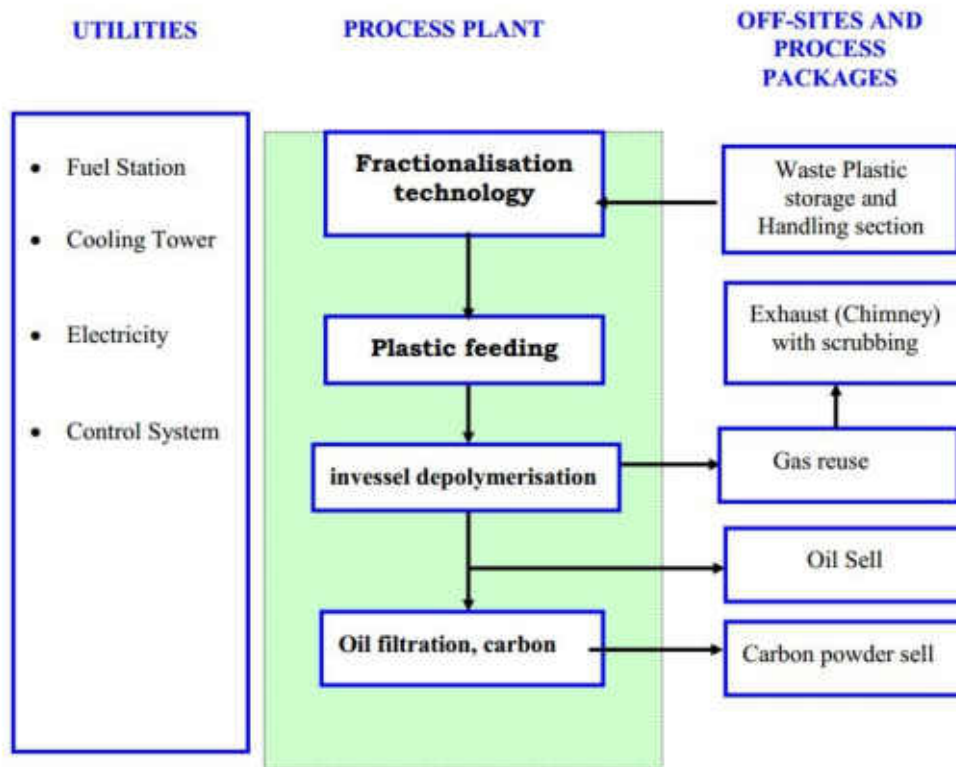 UTILITIES
PROCESS PLANT
OFF-SITES AND
PROCESS
PACKAGES
• Fuel Station
• Cooling Tower
• Electricity
• Control System
Fractionalisation
technology
Plastic feeding
invessel depolymerisation
Oil filtration, carbon
Waste Plastic
storage and
Handling section
Exhaust (Chimney)
with scrubbing
Gas reuse
Oil Sell
Carbon powder sell